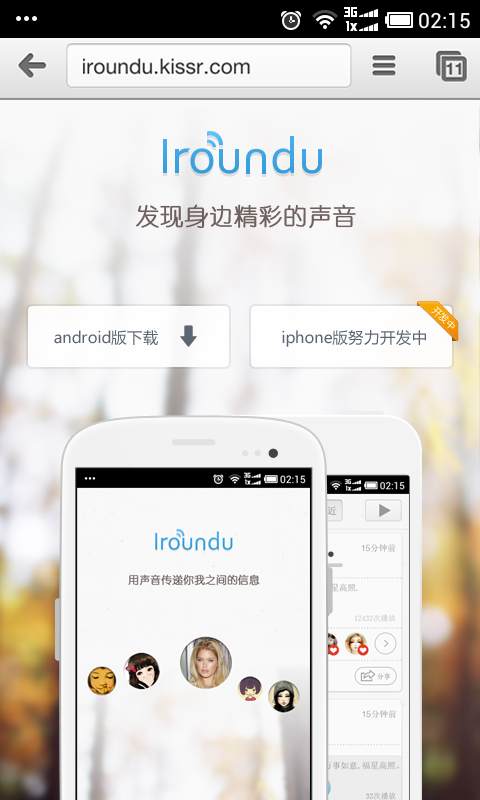 3G
1x
02:15
iroundu.kissr.com
11
Iroundu
发现身边精彩的声音
android版下载
iphone版努力开发中
开发中
3G
1x
02:15
3G
1x
02:15
Iroundu
用声音传递你我之间的信息
近
15分钟前
星高照.
12432次播放
分享
15分钟前
万事如意, 福星高照,
32次播放